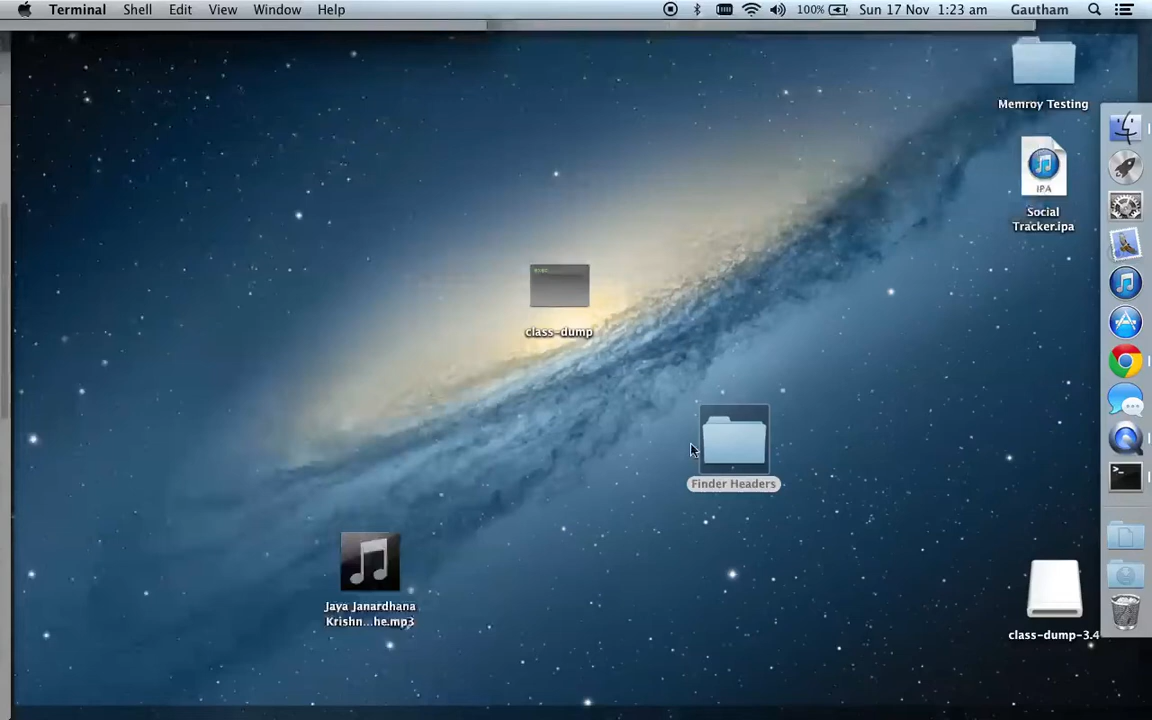 Terminal Shell Edit View Window Help 100% Sun 17 Nov 1:23 am Gautham
Memroy Testing
IPA
Social
Tracker.ipa
exec
class-dump
Finder Headers
Jaya Janardhana
Krishn...he.mp3
class-dump-3.4